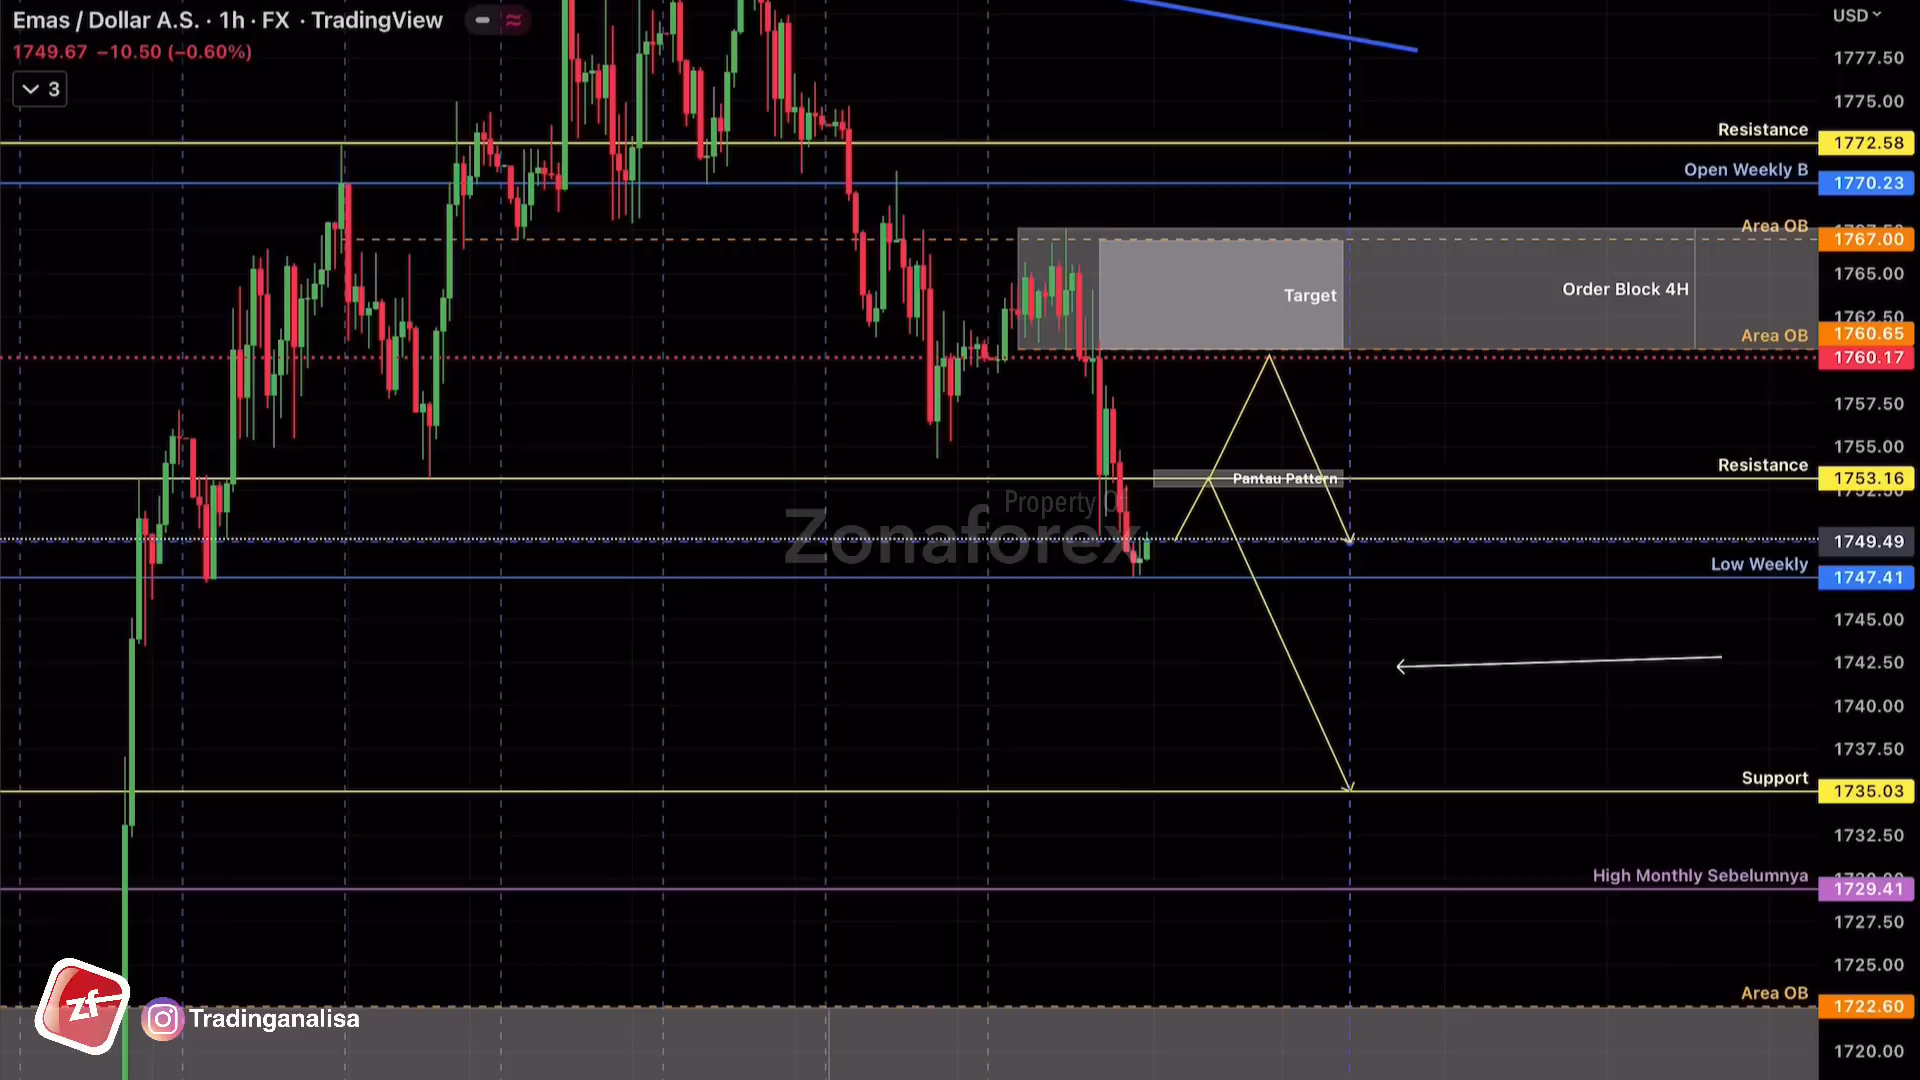 Emas / Dollar A.S. · 1h · FX · TradingView
1749.67 −10.50 (−0.60%)
3
USD
1777.50
1775.00
Resistance
1772.58
Open Weekly B
1770.23
Area OB
1767.00
1765.00
Target
Order Block 4H
1762.50
Area OB
1760.65
1760.17
1757.50
1755.00
Resistance
1753.16
Pantau Pattern
1752.50
Property
Zonaforex
1749.49
Low Weekly
1747.41
1745.00
1742.50
1740.00
1737.50
Support
1735.03
1732.50
High Monthly Sebelumnya
1729.41
1727.50
1725.00
Area OB
1722.60
zf
Tradinganalisa
1720.00